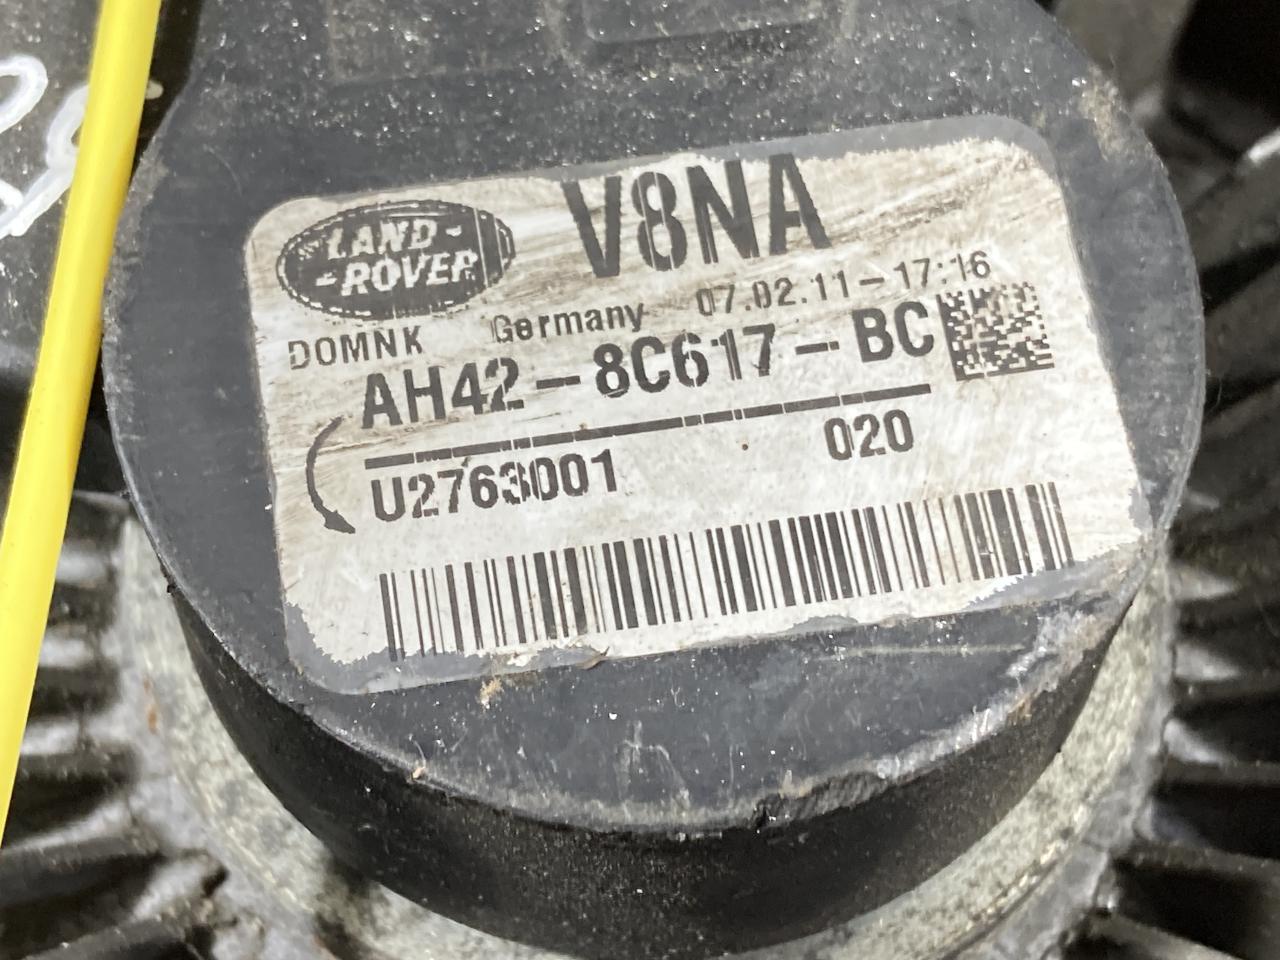 LAND-
-ROVER
V8NA
DOMNK Germany 07.02.11-17:16
AH42-8C617-BC
U2763001 020